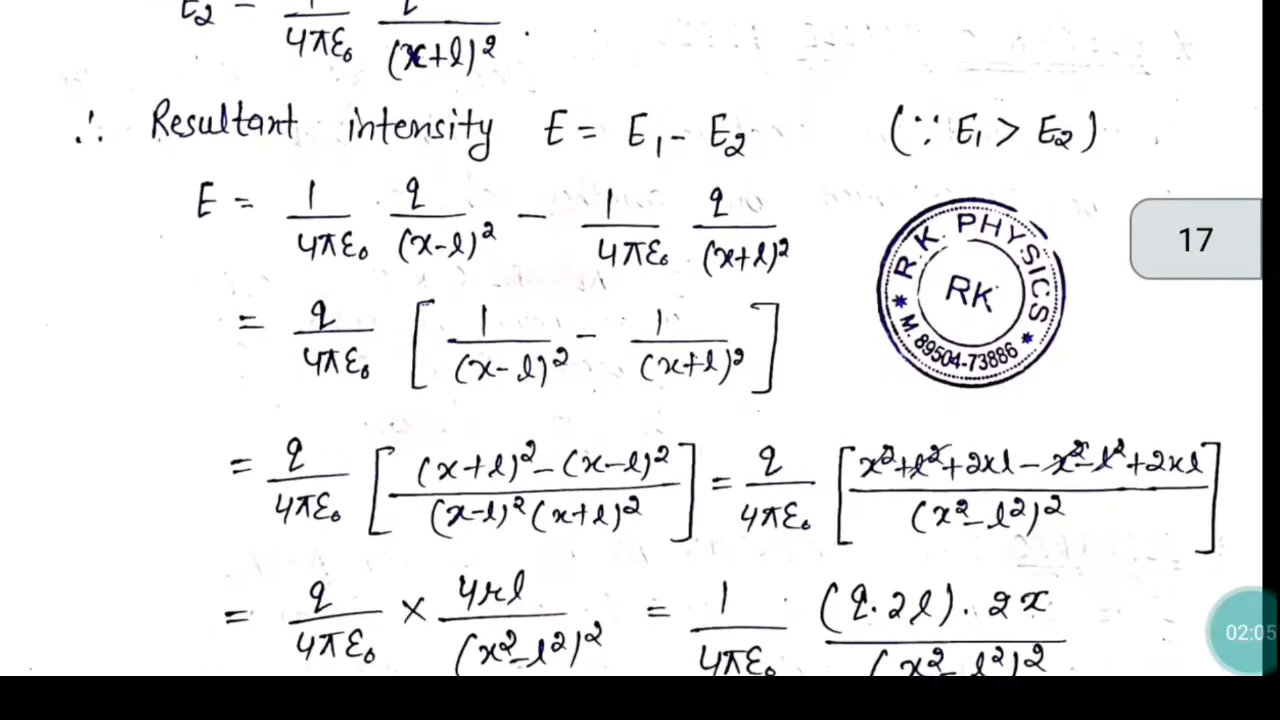 E₂ = 1/4πε₀ q/(x+l)² .
∴ Resultant intensity E = E₁ - E₂ (∵ E₁ > E₂)
E = 1/4πε₀ q/(x-l)² - 1/4πε₀ q/(x+l)²
= q/4πε₀ [ 1/(x-l)² - 1/(x+l)² ]
R.K. PHYSICS
RK
* M. 89504-73886 *
17
= q/4πε₀ [ (x+l)² - (x-l)² / (x-l)² (x+l)² ] = q/4πε₀ [ x²+l²+2xl - x²-l²+2xl / (x²-l²)² ]
= q/4πε₀ × 4xl/(x²-l²)² = 1/4πε₀ (q.2l).2x/(x²-l²)²
02:05